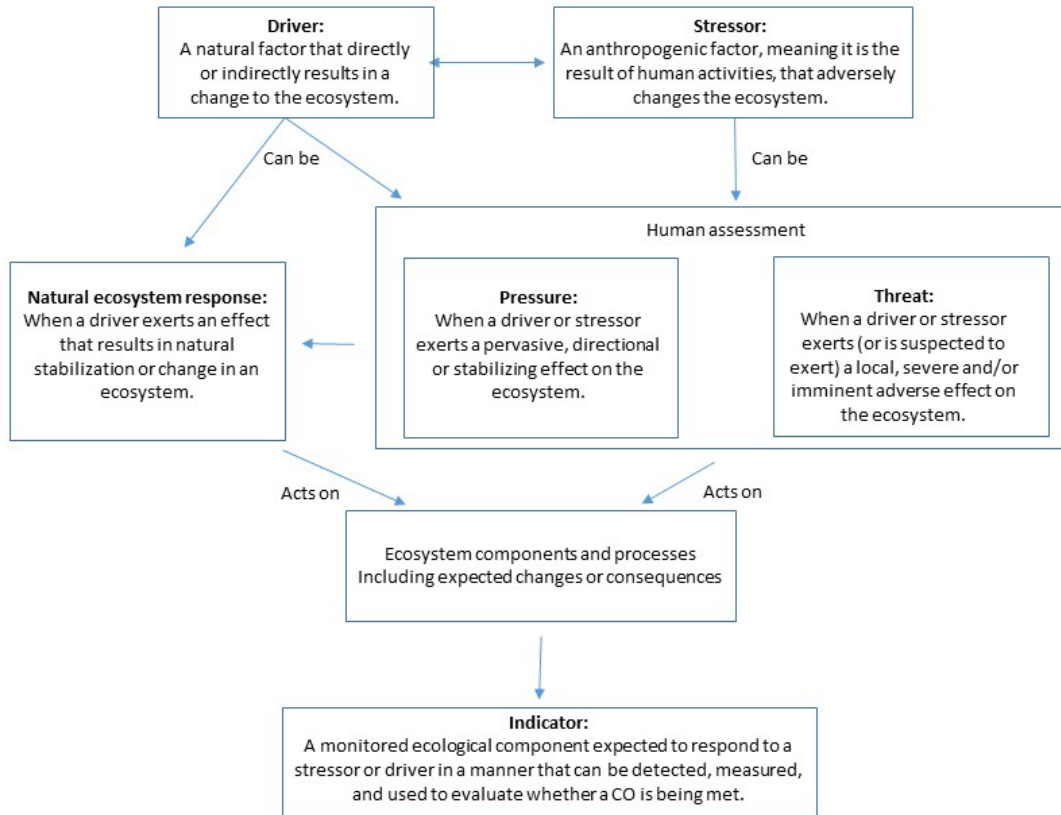 Driver:
A natural factor that directly
or indirectly results in a
change to the ecosystem.
Stressor:
An anthropogenic factor, meaning it is the
result of human activities, that adversely
changes the ecosystem.
Can be
Can be
Human assessment
Natural ecosystem response:
When a driver exerts an effect
that results in natural
stabilization or change in an
ecosystem.
Pressure:
When a driver or stressor
exerts a pervasive, directional
or stabilizing effect on the
ecosystem.
Threat:
When a driver or stressor
exerts (or is suspected to
exert) a local, severe and/or
imminent adverse effect on
the ecosystem.
Acts on
Acts on
Ecosystem components and processes
Including expected changes or consequences
Indicator:
A monitored ecological component expected to respond to a
stressor or driver in a manner that can be detected, measured,
and used to evaluate whether a CO is being met.